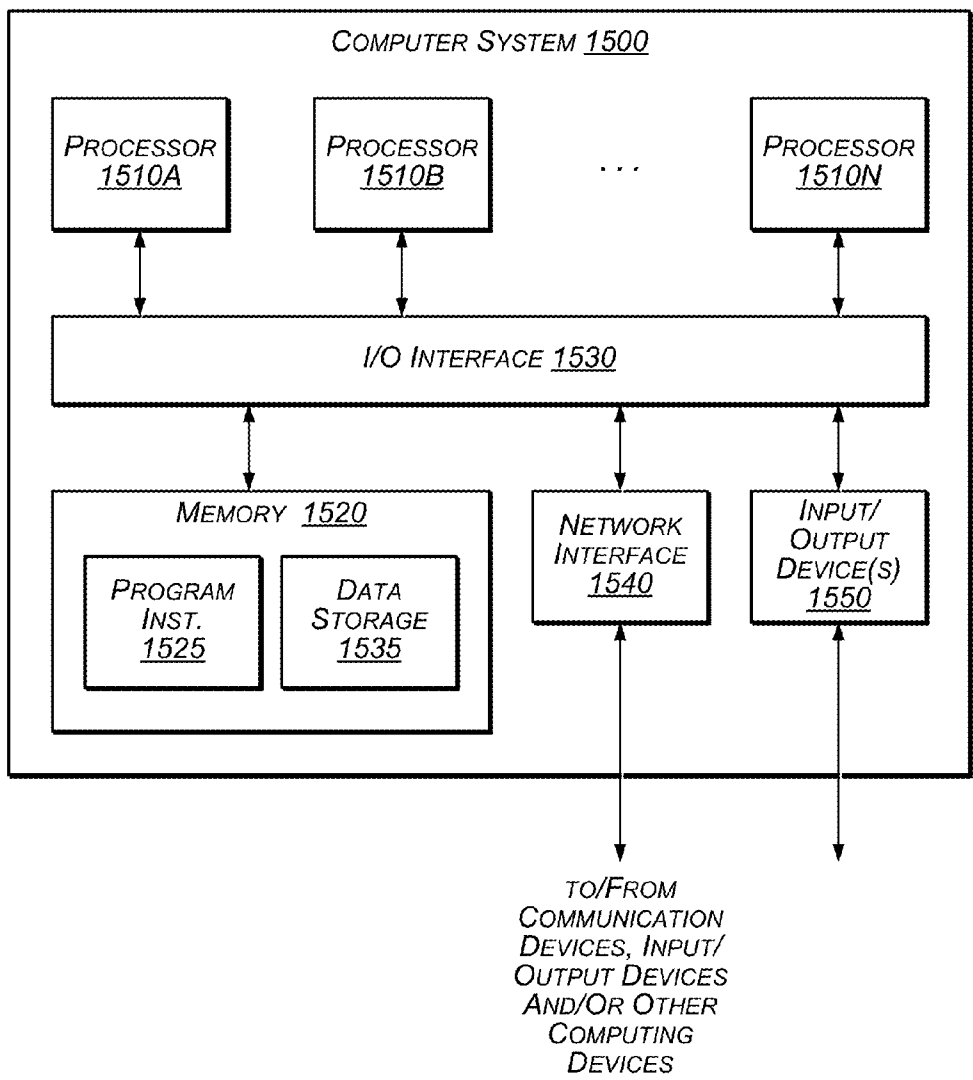 COMPUTER SYSTEM 1500
PROCESSOR
1510A
PROCESSOR
1510B
. . .
PROCESSOR
1510N
I/O INTERFACE 1530
MEMORY 1520
PROGRAM
INST.
1525
DATA
STORAGE
1535
NETWORK
INTERFACE
1540
INPUT/
OUTPUT
DEVICE(S)
1550
TO/FROM
COMMUNICATION
DEVICES, INPUT/
OUTPUT DEVICES
AND/OR OTHER
COMPUTING
DEVICES